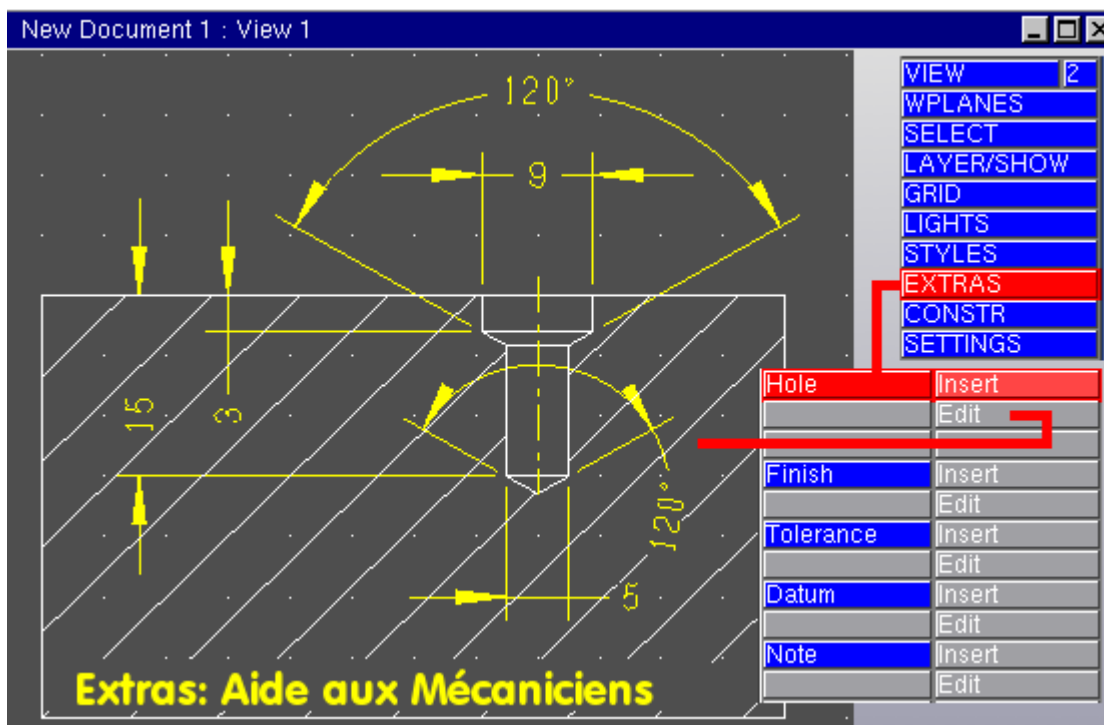 New Document 1 : View 1
VIEW 2
WPLANES
SELECT
LAYER/SHOW
GRID
LIGHTS
STYLES
EXTRAS
CONSTR
SETTINGS
120°
9
15
3
120°
5
Hole Insert
Edit
Finish Insert
Edit
Tolerance Insert
Edit
Datum Insert
Edit
Note Insert
Edit
Extras: Aide aux Mécaniciens